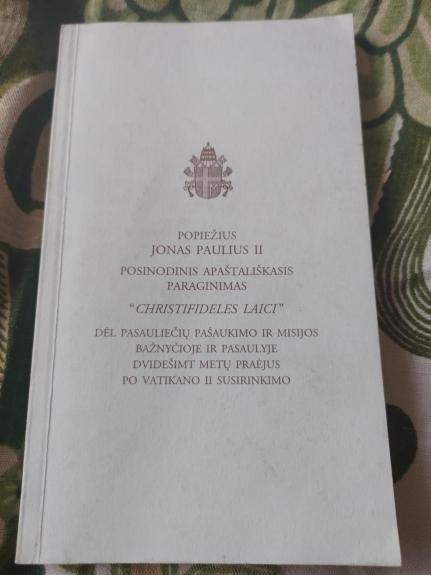 POPIEŽIUS
JONAS PAULIUS II
POSINODINIS APAŠTALIŠKASIS
PARAGINIMAS
“CHRISTIFIDELES LAICI”
DĖL PASAULIEČIŲ PAŠAUKIMO IR MISIJOS
BAŽNYČIOJE IR PASAULYJE
DVIDEŠIMT METŲ PRAĖJUS
PO VATIKANO II SUSIRINKIMO